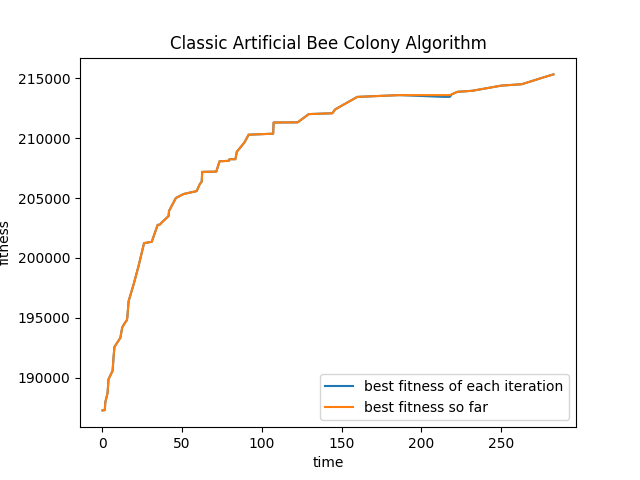 Classic Artificial Bee Colony Algorithm
215000
210000
205000
200000
195000
190000
fitness
0 50 100 150 200 250
time
best fitness of each iteration
best fitness so far